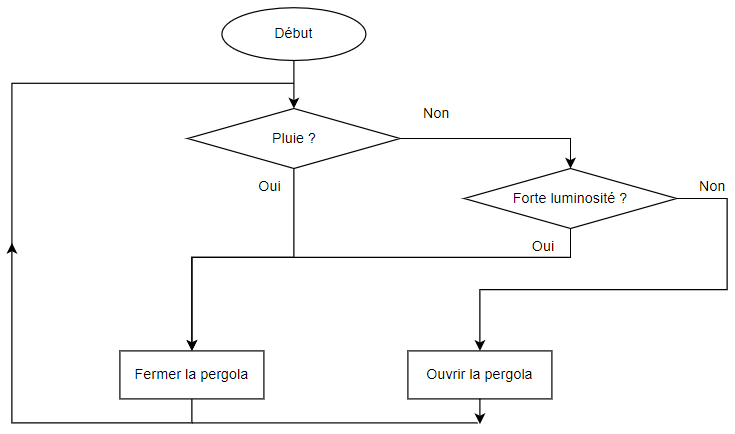 Début
Non
Pluie ?
Oui
Non
Forte luminosité ?
Oui
Fermer la pergola
Ouvrir la pergola